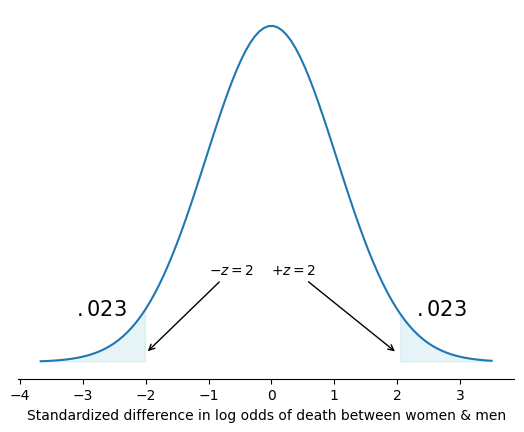 −z = 2 +z = 2
.023 .023
−4 −3 −2 −1 0 1 2 3
Standardized difference in log odds of death between women & men